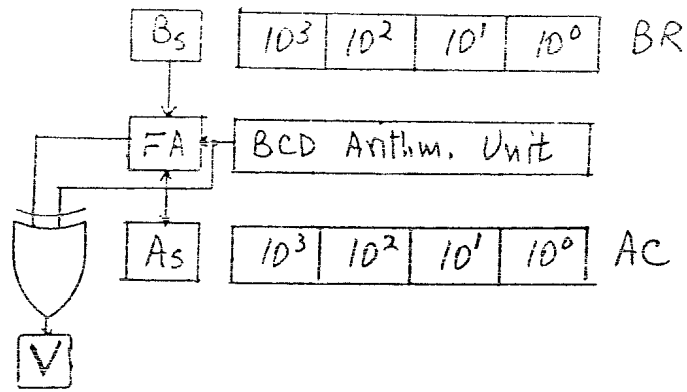 Bs 10³ 10² 10¹ 10⁰ BR
FA BCD Arithm. Unit
As 10³ 10² 10¹ 10⁰ AC
V